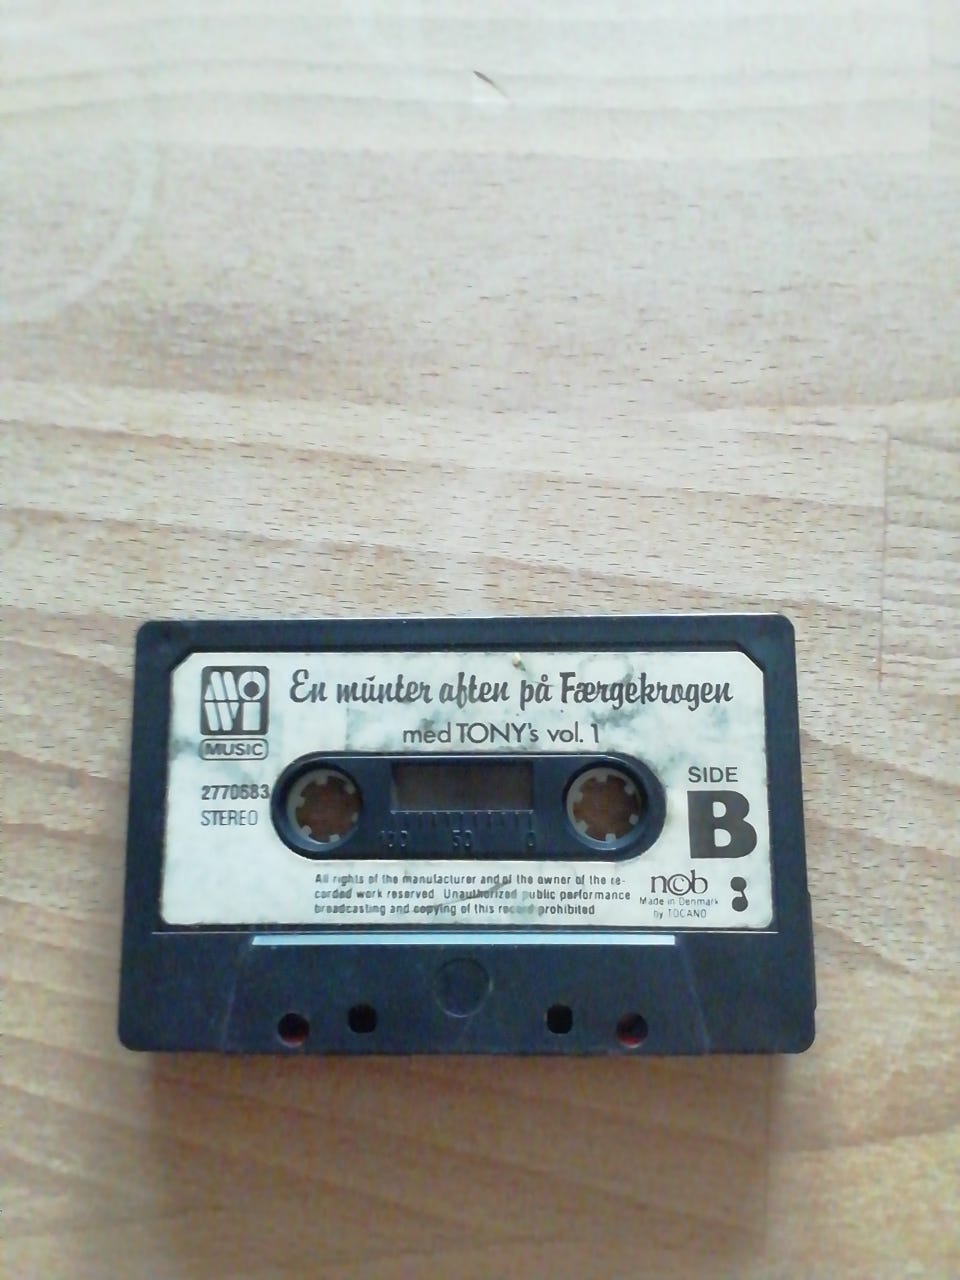 MOWI
MUSIC
En munter aften på Færgekrogen
med TONY's vol. 1
2770683
STEREO
SIDE
B
100 50 0
All rights of the manufacturer and of the owner of the re-
corded work reserved Unauthorized public performance
broadcasting and copying of this record prohibited
n©b
Made in Denmark
by TOCANO